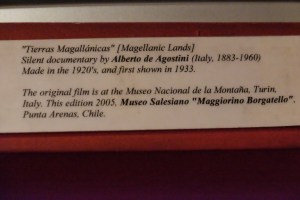 "Tierras Magallánicas" [Magellanic Lands]
Silent documentary by Alberto de Agostini (Italy, 1883-1960)
Made in the 1920's, and first shown in 1933.
The original film is at the Museo Nacional de la Montaña, Turin,
Italy. This edition 2005, Museo Salesiano "Maggiorino Borgatello",
Punta Arenas, Chile.